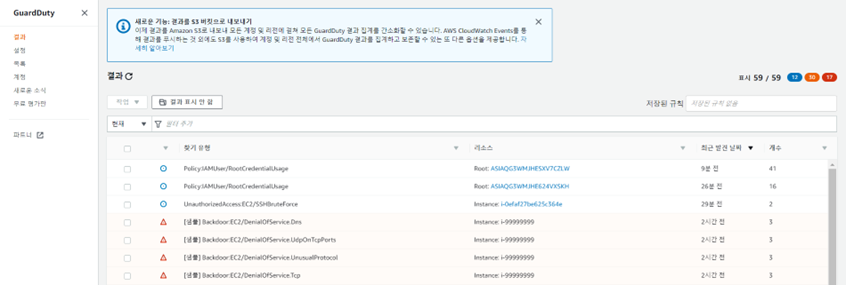 GuardDuty
결과
설정
목록
계정
새로운 소식
무료 평가판
파트너
새로운 기능: 결과를 S3 버킷으로 내보내기
이제 결과를 Amazon S3로 내보내 모든 계정 및 리전에 걸쳐 모든 GuardDuty 결과 집계를 간소화할 수 있습니다. AWS CloudWatch Events를 통
해 결과를 푸시하는 것 외에도 S3를 사용하여 계정 및 리전 전체에서 GuardDuty 결과를 집계하고 보존할 수 있는 또 다른 옵션을 제공합니다. 자
세히 알아보기
결과
표시 59 / 59 12 30 17
작업 결과 표시 안 함
저장된 규칙 저장된 규칙 없음
현재 필터 추가
찾기 유형 리소스 최근 발견 날짜 개수
Policy:IAMUser/RootCredentialUsage Root: ASIAQG3WMJHESXV7CZLW 9분 전 41
Policy:IAMUser/RootCredentialUsage Root: ASIAQG3WMJHE624VXSKH 26분 전 16
UnauthorizedAccess:EC2/SSHBruteForce Instance: i-0efaf27be625c364e 29분 전 2
[샘플] Backdoor:EC2/DenialOfService.Dns Instance: i-99999999 2시간 전 3
[샘플] Backdoor:EC2/DenialOfService.UdpOnTcpPorts Instance: i-99999999 2시간 전 3
[샘플] Backdoor:EC2/DenialOfService.UnusualProtocol Instance: i-99999999 2시간 전 3
[샘플] Backdoor:EC2/DenialOfService.Tcp Instance: i-99999999 2시간 전 3